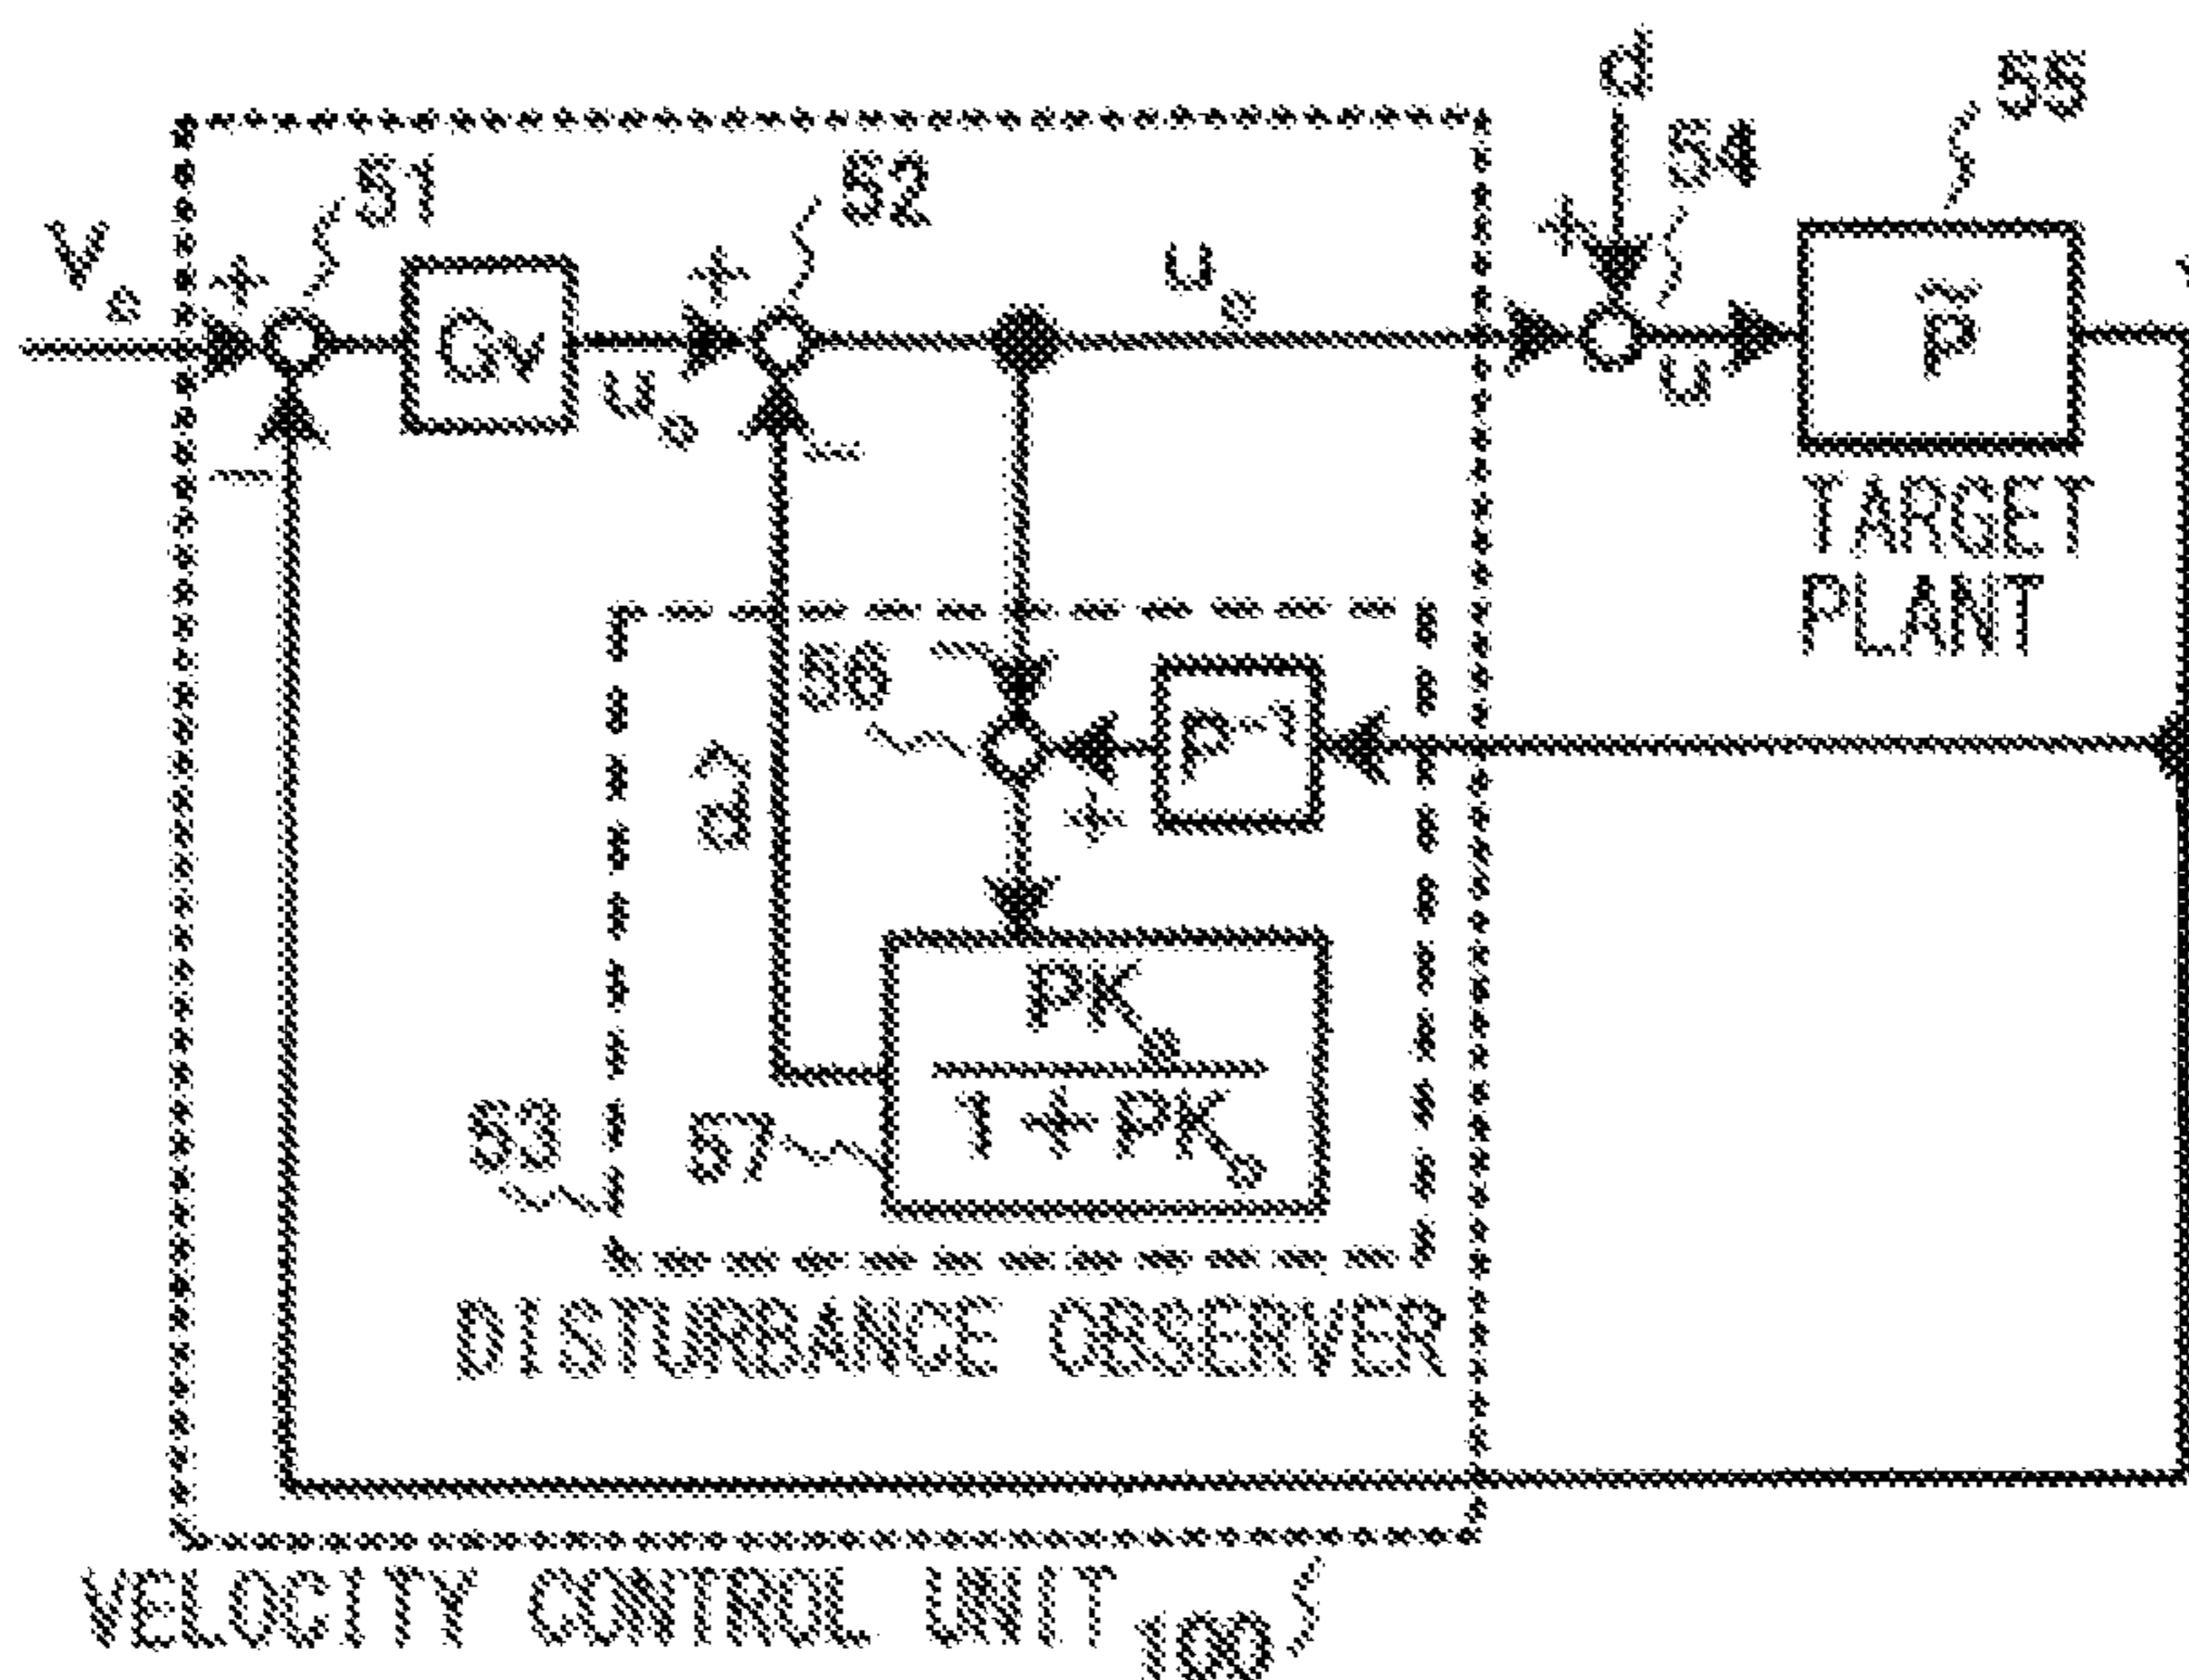 d
55
54
51
52
V
+
+
u
+
Gv
u
−
−
u
P̃
TARGET
PLANT
56
−
P⁻¹
+
d̂
PK
1+PK
53
57
DISTURBANCE OBSERVER
VELOCITY CONTROL UNIT
100